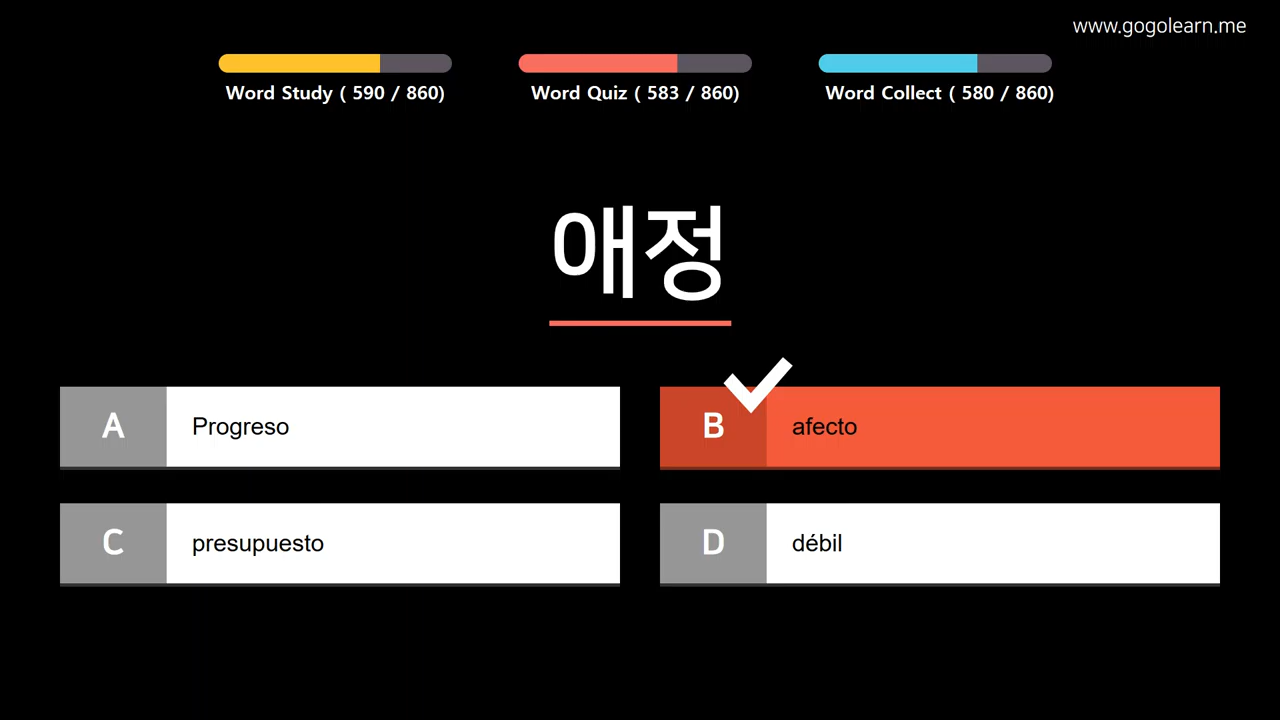 www.gogolearn.me
Word Study ( 590 / 860)
Word Quiz ( 583 / 860)
Word Collect ( 580 / 860)
애정
A Progreso
B afecto
C presupuesto
D débil